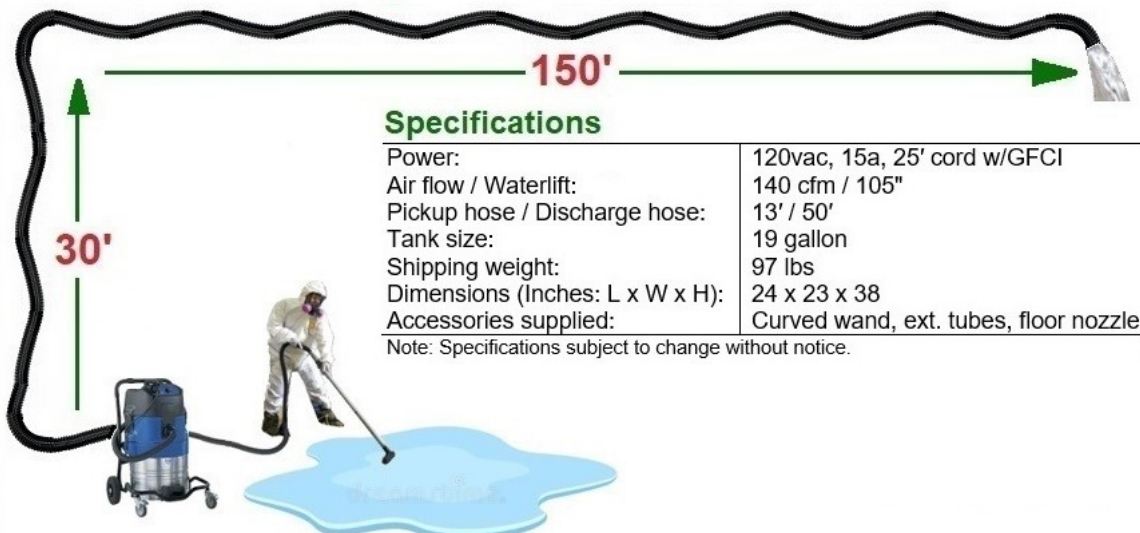 150'
Specifications
Power: 120vac, 15a, 25′ cord w/GFCI
Air flow / Waterlift: 140 cfm / 105"
Pickup hose / Discharge hose: 13′ / 50′
Tank size: 19 gallon
30'
Shipping weight: 97 lbs
Dimensions (Inches: L x W x H): 24 x 23 x 38
Accessories supplied: Curved wand, ext. tubes, floor nozzle
Note: Specifications subject to change without notice.